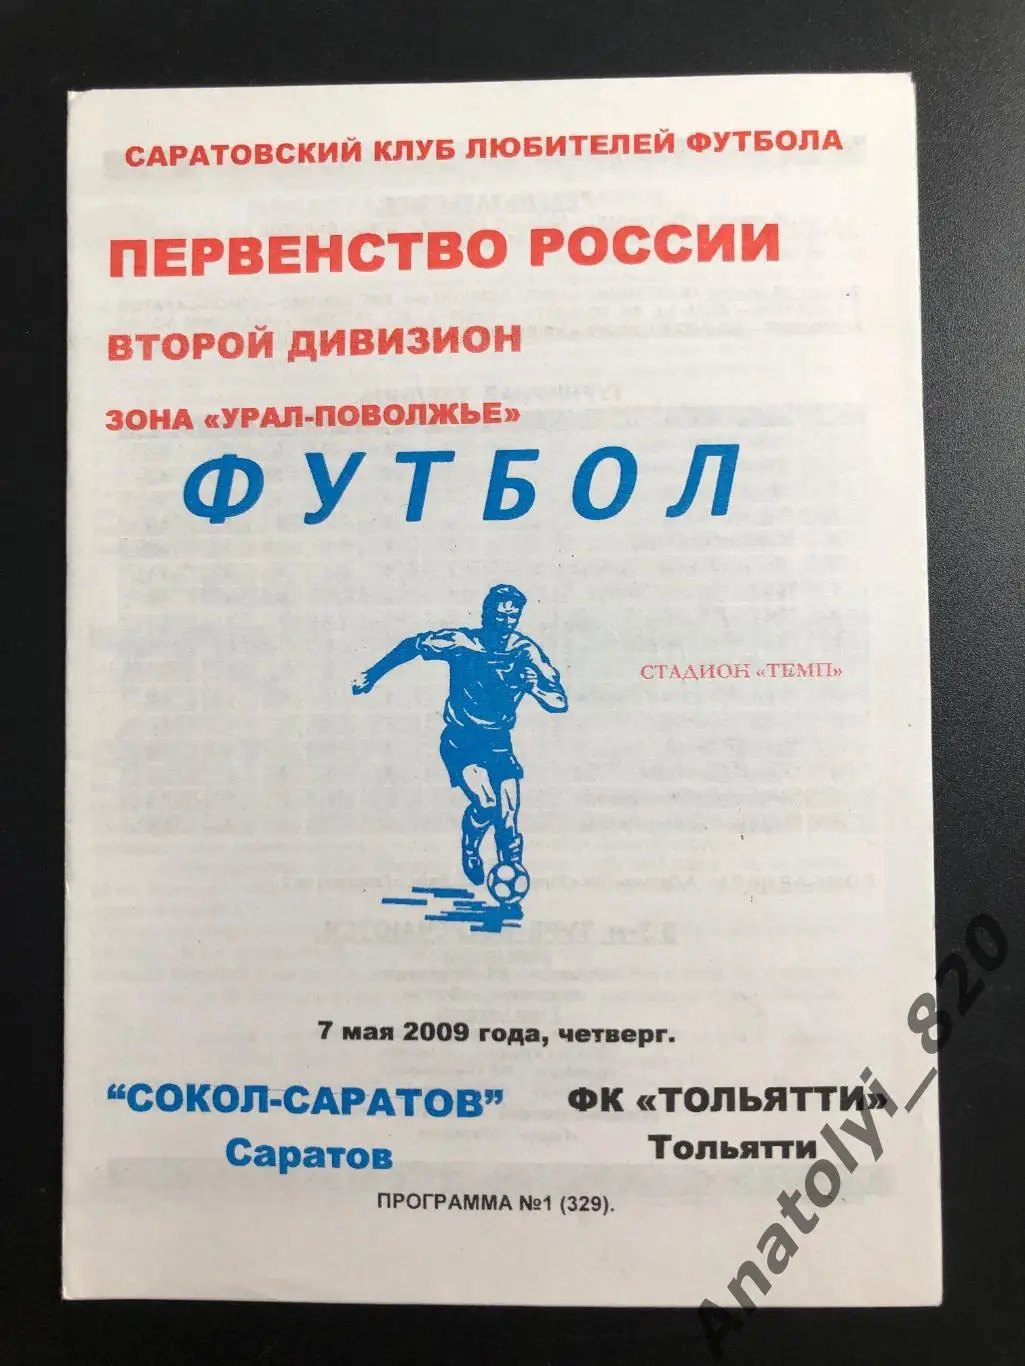 САРАТОВСКИЙ КЛУБ ЛЮБИТЕЛЕЙ ФУТБОЛА
ПЕРВЕНСТВО РОССИИ
ВТОРОЙ ДИВИЗИОН
ЗОНА «УРАЛ-ПОВОЛЖЬЕ»
ФУТБОЛ
СТАДИОН «ТЕМП»
7 мая 2009 года, четверг.
"СОКОЛ-САРАТОВ" ФК «ТОЛЬЯТТИ»
Саратов Тольятти
ПРОГРАММА №1 (329).
Anatolyi_820